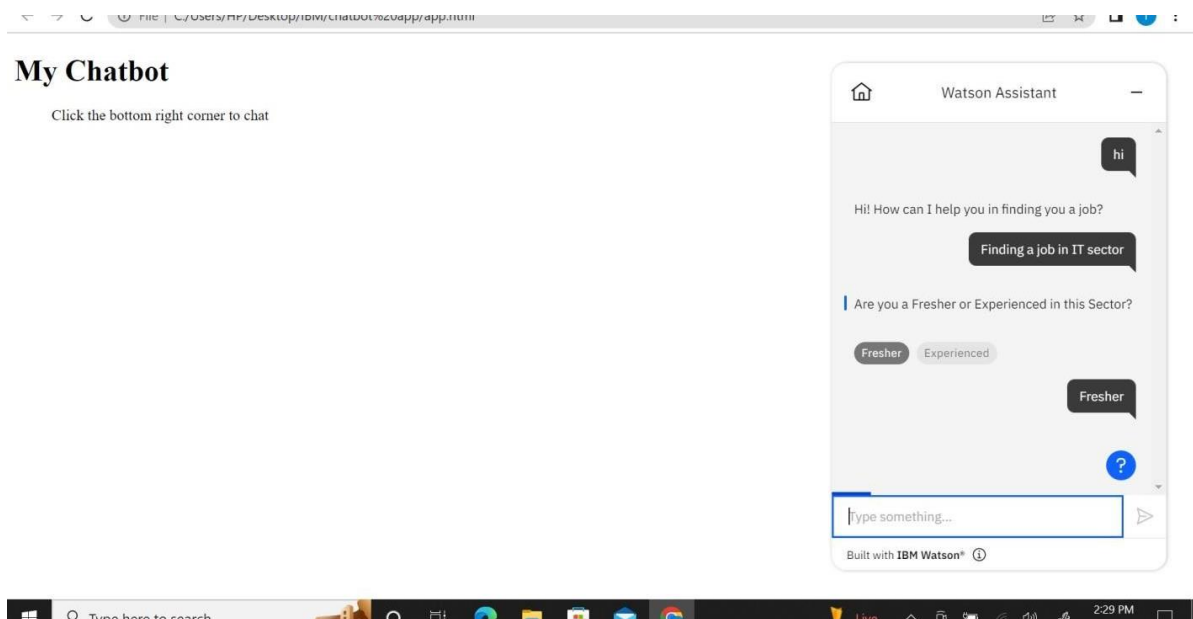 File | C:/Users/HP/Desktop/IBM/chatbot%20app/app.html
My Chatbot
Click the bottom right corner to chat
Watson Assistant
hi
Hi! How can I help you in finding you a job?
Finding a job in IT sector
Are you a Fresher or Experienced in this Sector?
Fresher Experienced
Fresher
?
Type something...
Built with IBM Watson®
Type here to search
Live
2:29 PM